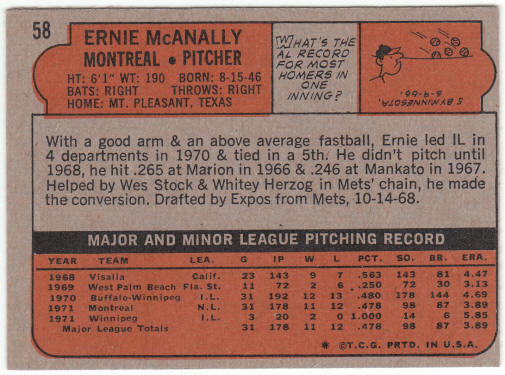 58
ERNIE McANALLY
MONTREAL • PITCHER
HT: 6'1" WT: 190 BORN: 8-15-46
BATS: RIGHT THROWS: RIGHT
HOME: MT. PLEASANT, TEXAS
WHAT'S THE
AL RECORD
FOR MOST
HOMERS IN
ONE
INNING?
5 BY MINNESOTA,
6-9-66.
With a good arm & an above average fastball, Ernie led IL in
4 departments in 1970 & tied in a 5th. He didn't pitch until
1968, he hit .265 at Marion in 1966 & .246 at Mankato in 1967.
Helped by Wes Stock & Whitey Herzog in Mets' chain, he made
the conversion. Drafted by Expos from Mets, 10-14-68.
MAJOR AND MINOR LEAGUE PITCHING RECORD
YEAR TEAM LEA. G IP W L PCT. SO. BB. ERA.
1968 Visalia Calif. 23 143 9 7 .563 143 81 4.47
1969 West Palm Beach Fla. St. 11 72 2 6 .250 72 30 3.13
1970 Buffalo-Winnipeg I.L. 31 192 12 13 .480 178 144 4.69
1971 Montreal N.L. 31 178 11 12 .478 98 87 3.89
1971 Winnipeg I.L. 3 20 2 0 1.000 14 6 5.85
Major League Totals 31 178 11 12 .478 98 87 3.89
* © T.C.G. PRTD. IN U.S.A.